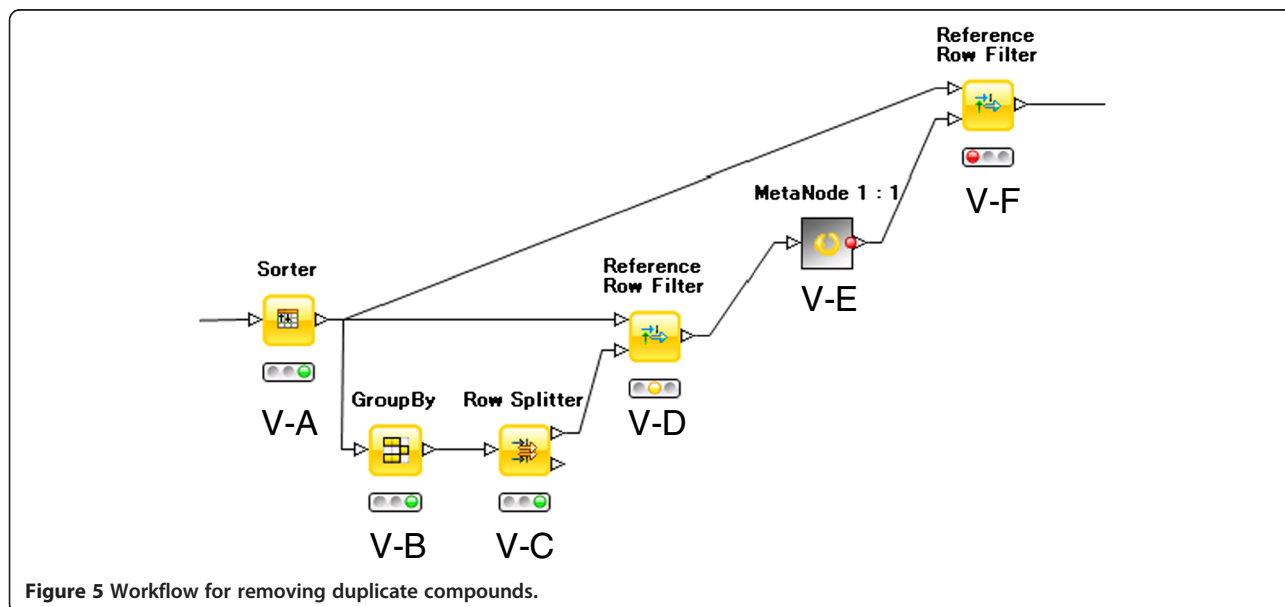 Reference
Row Filter
V-F
MetaNode 1 : 1
V-E
Sorter
V-A
Reference
Row Filter
V-D
GroupBy
V-B
Row Splitter
V-C
Figure 5 Workflow for removing duplicate compounds.